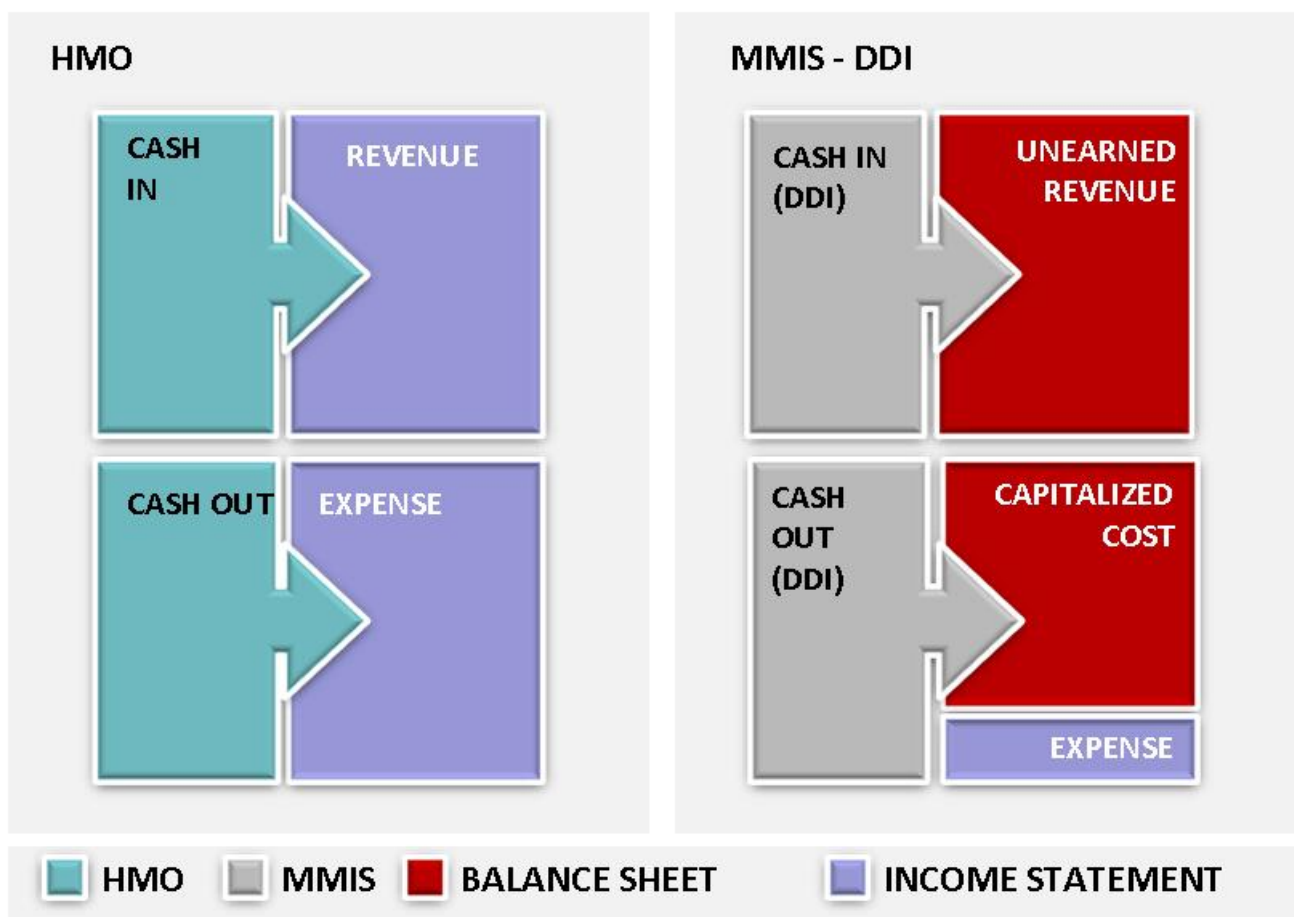 HMO
CASH
IN
REVENUE
CASH OUT
EXPENSE
MMIS - DDI
CASH IN
(DDI)
UNEARNED
REVENUE
CASH
OUT
(DDI)
CAPITALIZED
COST
EXPENSE
HMO
MMIS
BALANCE SHEET
INCOME STATEMENT